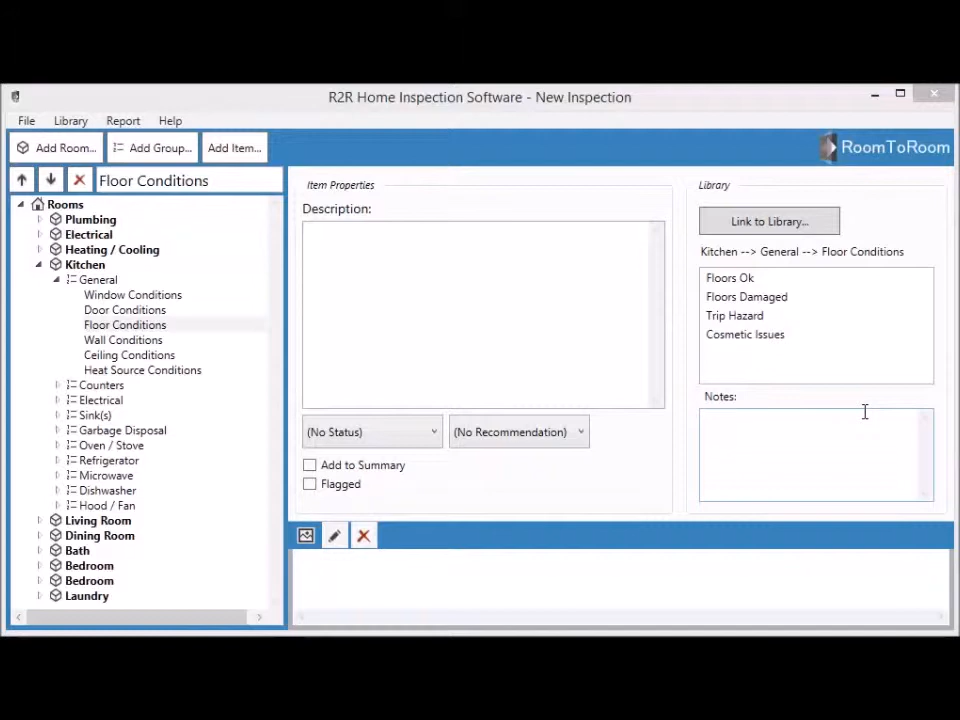 R2R Home Inspection Software - New Inspection
File Library Report Help
Add Room... Add Group... Add Item...
RoomToRoom
Floor Conditions
Rooms
Plumbing
Electrical
Heating / Cooling
Kitchen
General
Window Conditions
Door Conditions
Floor Conditions
Wall Conditions
Ceiling Conditions
Heat Source Conditions
Counters
Electrical
Sink(s)
Garbage Disposal
Oven / Stove
Refrigerator
Microwave
Dishwasher
Hood / Fan
Living Room
Dining Room
Bath
Bedroom
Bedroom
Laundry
Item Properties
Description:
(No Status) (No Recommendation)
Add to Summary
Flagged
Library
Link to Library...
Kitchen --> General --> Floor Conditions
Floors Ok
Floors Damaged
Trip Hazard
Cosmetic Issues
Notes: